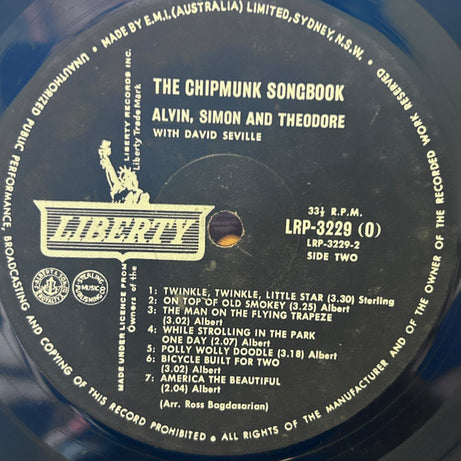 MADE BY E.M.I. (AUSTRALIA) LIMITED, SYDNEY, N.S.W. •
ALL RIGHTS OF THE MANUFACTURER AND OF THE OWNER OF THE RECORDED WORK RESERVED
UNAUTHORIZED PUBLIC PERFORMANCE, BROADCASTING AND COPYING OF THIS RECORD PROHIBITED •
THE CHIPMUNK SONGBOOK
ALVIN, SIMON AND THEODORE
WITH DAVID SEVILLE
LIBERTY
MADE UNDER LICENCE FROM LIBERTY RECORDS INC.
Owners of the Liberty Trade Mark
33⅓ R.P.M.
LRP-3229 (O)
LRP-3229-2
SIDE TWO
STERLING
MUSIC
PUBLISHING
1: TWINKLE, TWINKLE, LITTLE STAR (3.30) Sterling
2: ON TOP OF OLD SMOKEY (3.25) Albert
3: THE MAN ON THE FLYING TRAPEZE
(3.02) Albert
4: WHILE STROLLING IN THE PARK
ONE DAY (2.07) Albert
5: POLLY WOLLY DOODLE (3.18) Albert
6: BICYCLE BUILT FOR TWO
(3.02) Albert
7: AMERICA THE BEAUTIFUL
(2.04) Albert
(Arr. Ross Bagdasarian)